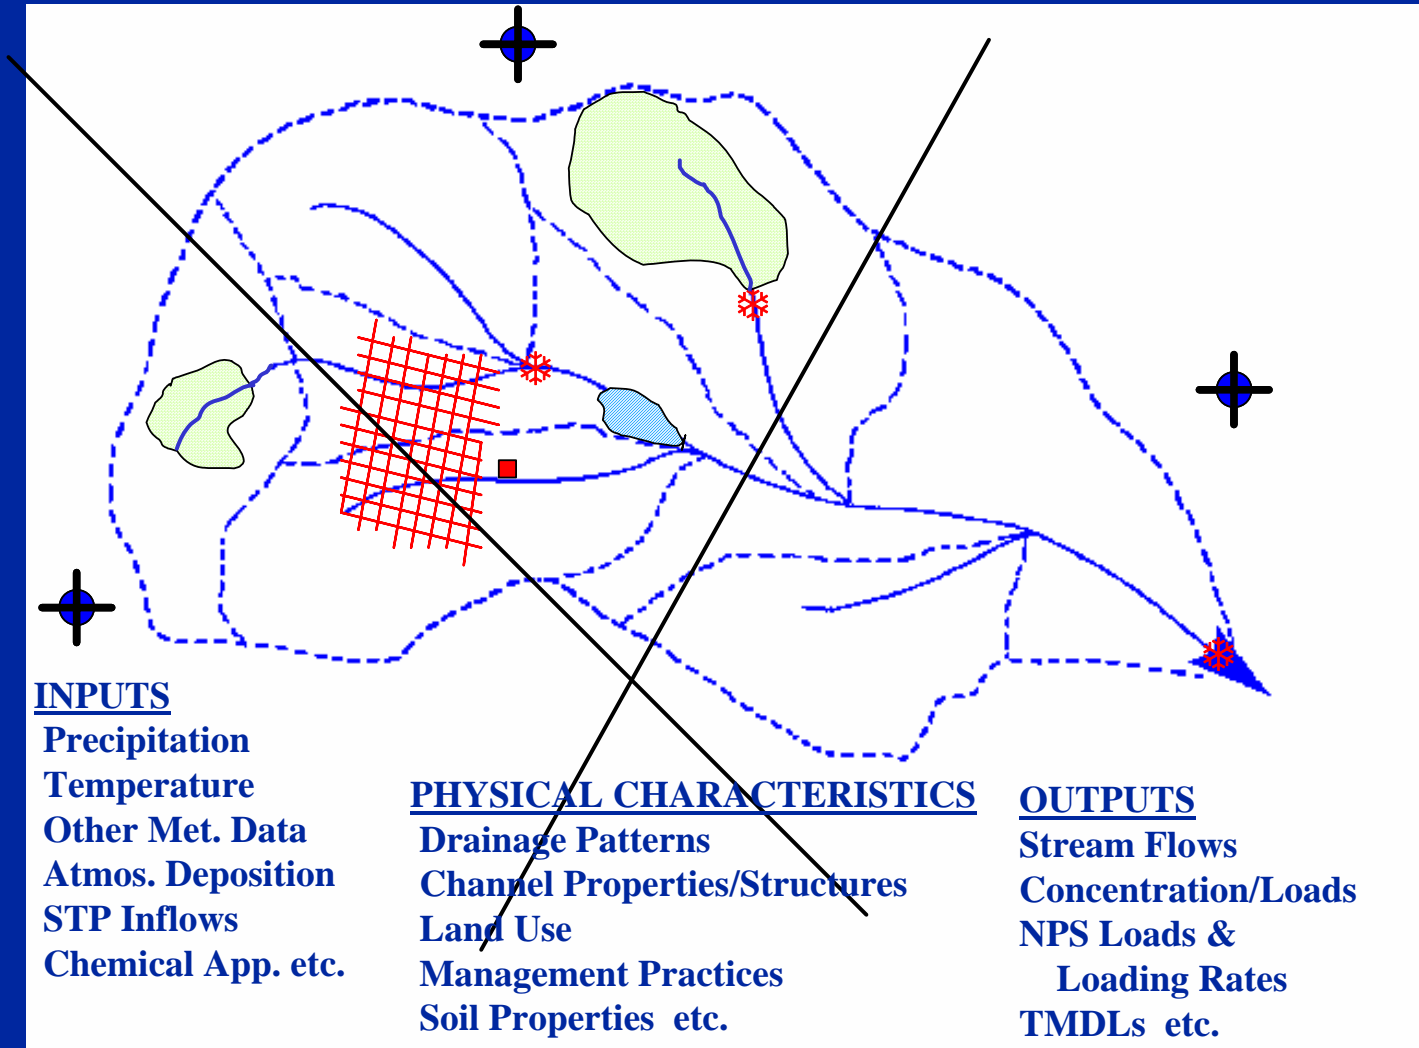 INPUTS
Precipitation
Temperature
Other Met. Data
Atmos. Deposition
STP Inflows
Chemical App. etc.
PHYSICAL CHARACTERISTICS
Drainage Patterns
Channel Properties/Structures
Land Use
Management Practices
Soil Properties etc.
OUTPUTS
Stream Flows
Concentration/Loads
NPS Loads &
Loading Rates
TMDLs etc.